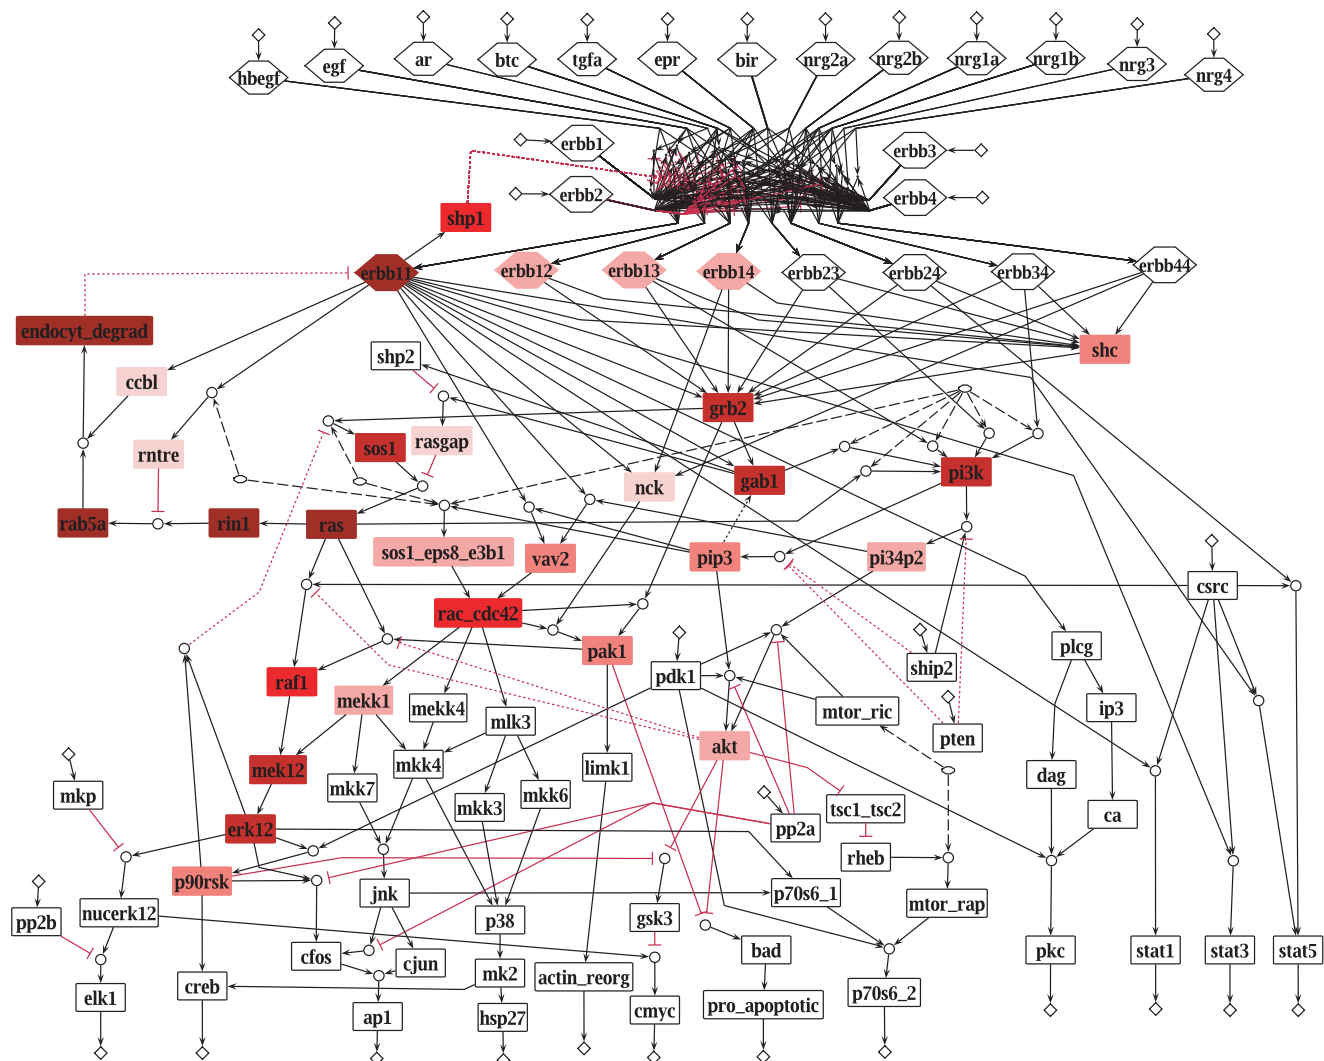 hbegf
egf
ar
btc
tgfa
epr
bir
nrg2a
nrg2b
nrg1a
nrg1b
nrg3
nrg4
erbb1
erbb3
erbb2
erbb4
shp1
erbb11
erbb12
erbb13
erbb14
erbb23
erbb24
erbb34
erbb44
endocyt_degrad
shp2
shc
ccbl
grb2
rntre
sos1
rasgap
nck
gab1
pi3k
rab5a
rin1
ras
sos1_eps8_e3b1
vav2
pip3
pi34p2
csrc
rac_cdc42
pak1
plcg
ship2
raf1
pdk1
mekk1
mekk4
mlk3
mtor_ric
ip3
pten
akt
mek12
mkk4
limk1
dag
mkp
mkk7
mkk3
mkk6
tsc1_tsc2
ca
erk12
pp2a
rheb
p90rsk
jnk
p70s6_1
mtor_rap
pp2b
nucerk12
p38
gsk3
cfos
cjun
bad
pkc
stat1
stat3
stat5
elk1
creb
mk2
actin_reorg
p70s6_2
ap1
hsp27
cmyc
pro_apoptotic